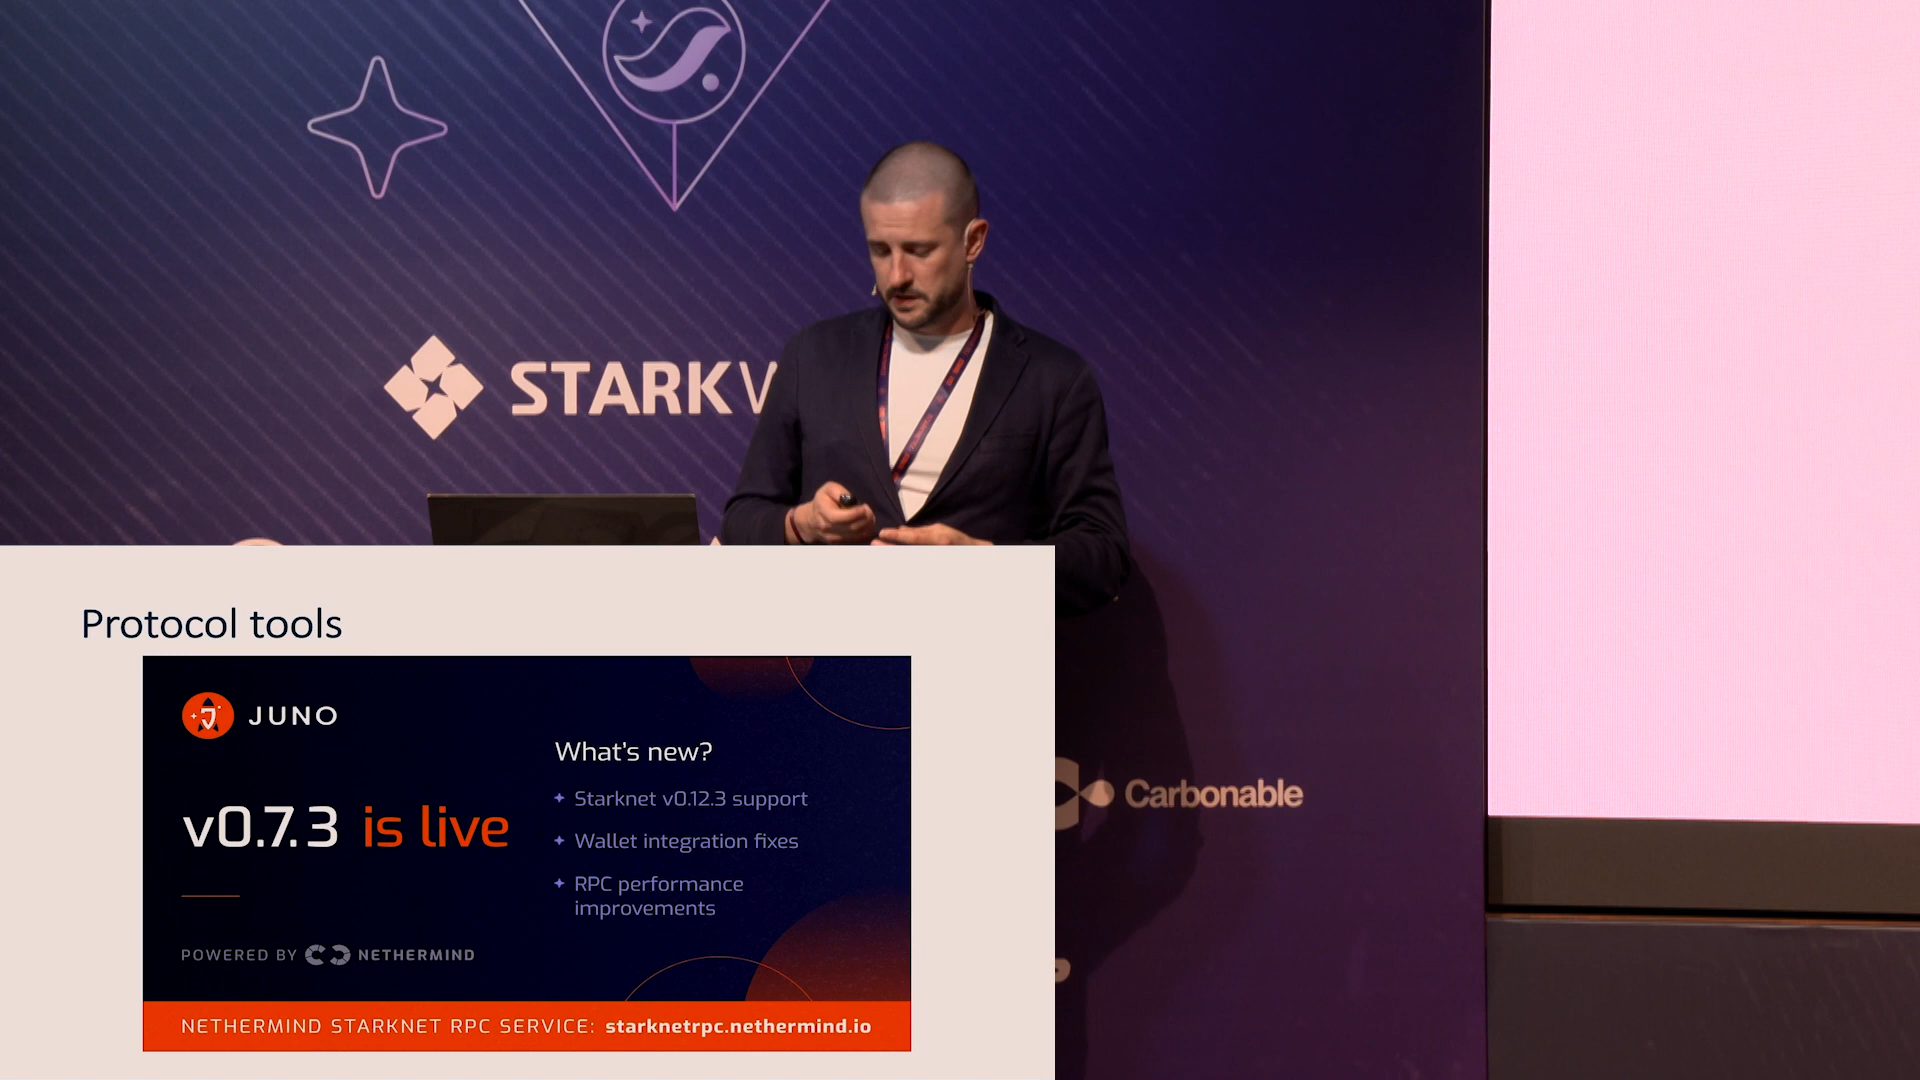 STARKW
Protocol tools
JUNO
v0.7.3 is live
What's new?
Starknet v0.12.3 support
Wallet integration fixes
RPC performance
improvements
POWERED BY NETHERMIND
NETHERMIND STARKNET RPC SERVICE: starknetrpc.nethermind.io
Carbonable